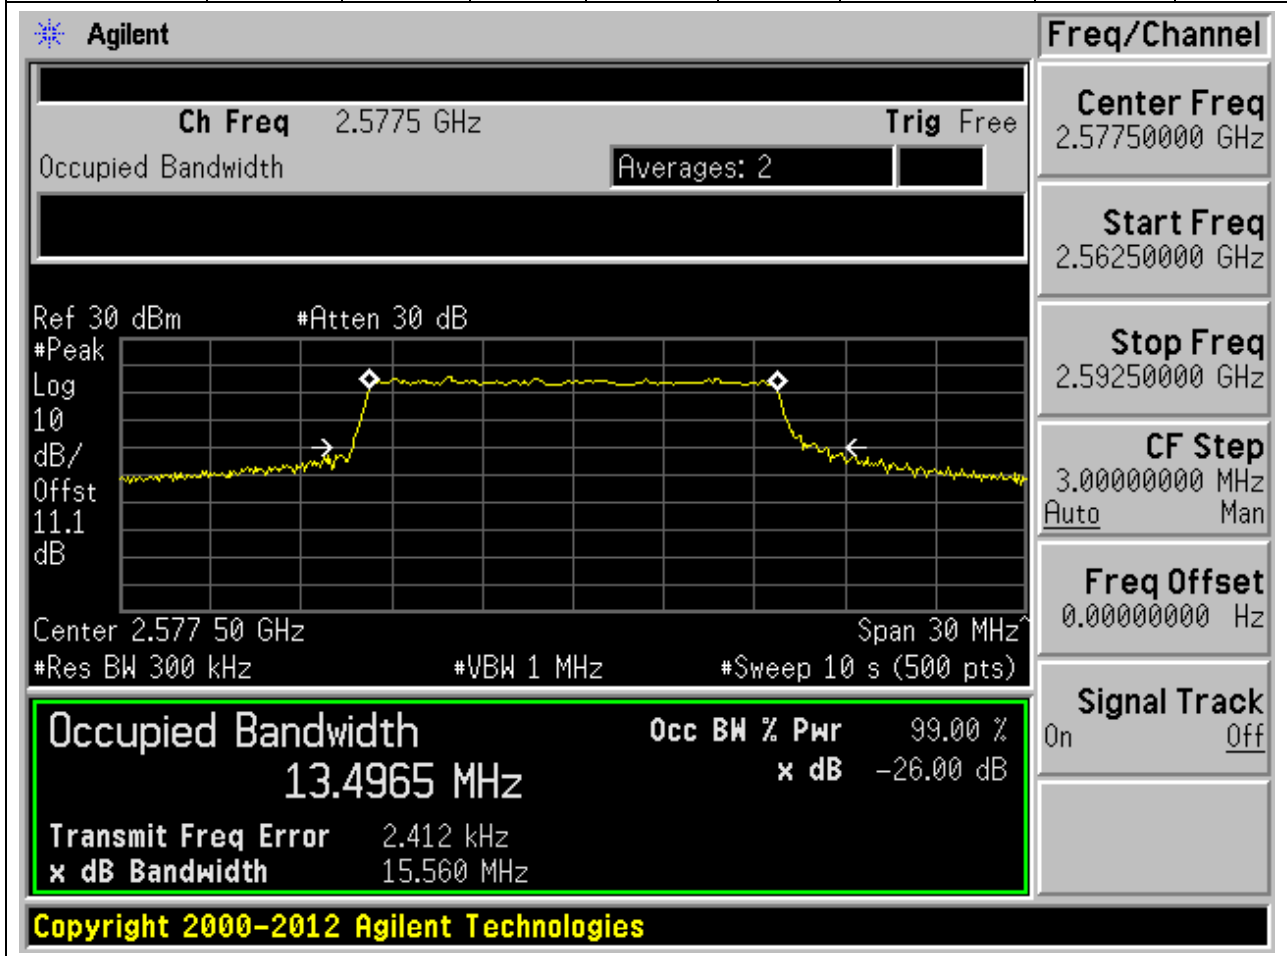 Agilent
Freq/Channel
Ch Freq 2.5775 GHz Trig Free
Occupied Bandwidth Averages: 2
Center Freq
2.57750000 GHz
Start Freq
2.56250000 GHz
Stop Freq
2.59250000 GHz
CF Step
3.00000000 MHz
Auto Man
Freq Offset
0.00000000 Hz
Signal Track
On Off
Ref 30 dBm #Atten 30 dB
#Peak
Log
10
dB/
Offst
11.1
dB
Center 2.577 50 GHz Span 30 MHz^
#Res BW 300 kHz #VBW 1 MHz #Sweep 10 s (500 pts)
Occupied Bandwidth Occ BW % Pwr 99.00 %
13.4965 MHz x dB -26.00 dB
Transmit Freq Error 2.412 kHz
x dB Bandwidth 15.560 MHz
Copyright 2000-2012 Agilent Technologies